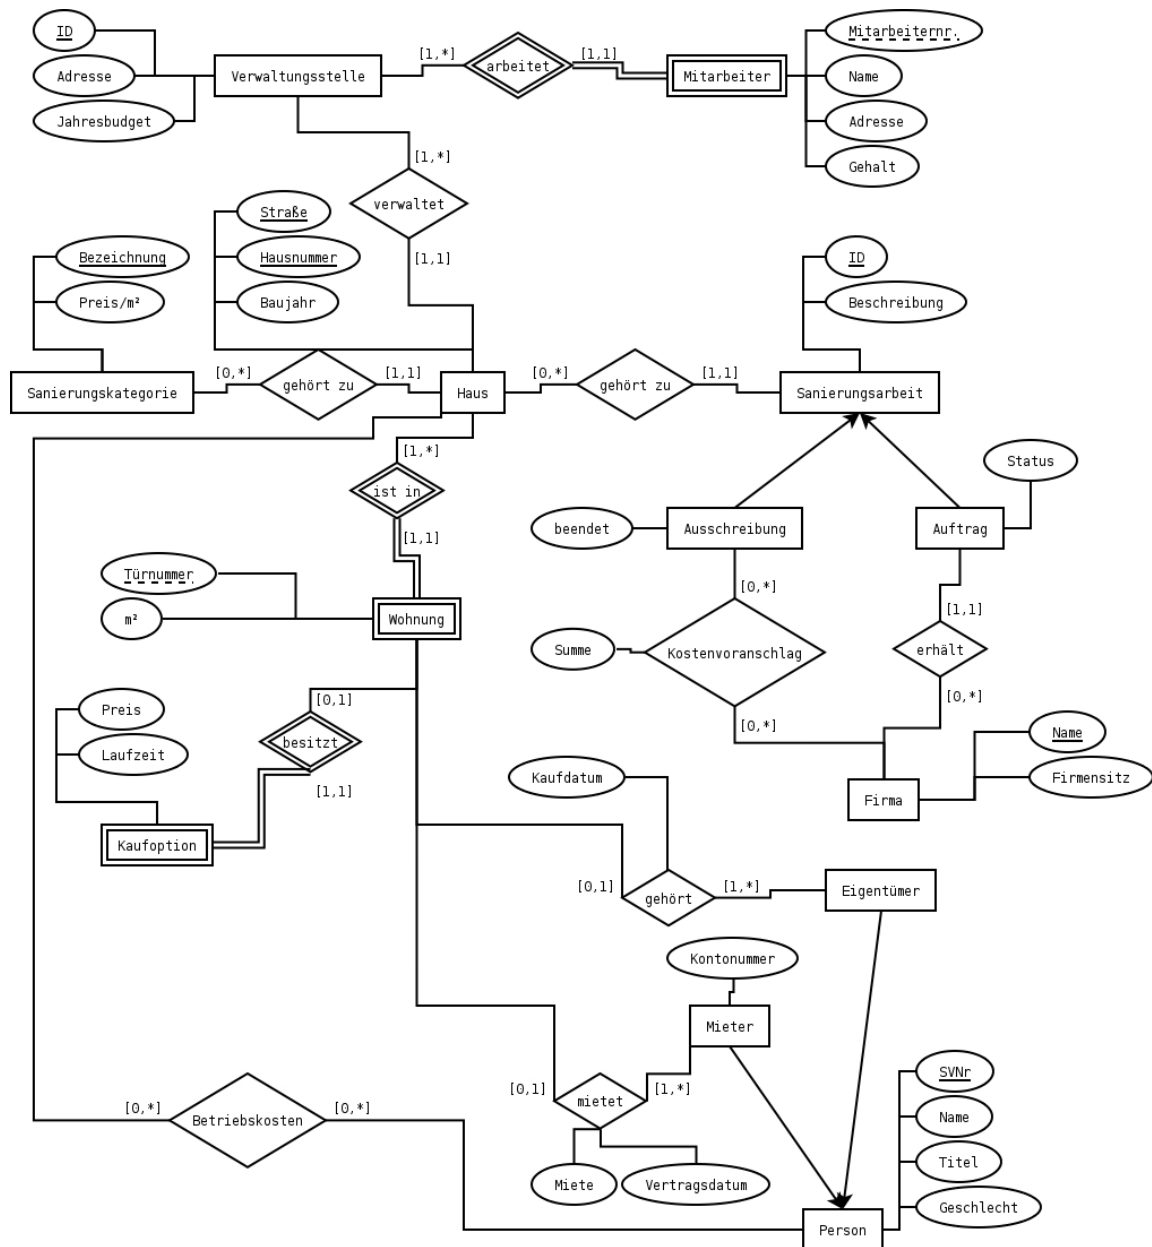 ID
Adresse
Jahresbudget
Verwaltungsstelle
[1,*]
arbeitet
[1,1]
Mitarbeiter
Mitarbeiternr.
Name
Adresse
Gehalt
[1,*]
verwaltet
[1,1]
Straße
Hausnummer
Baujahr
Bezeichnung
Preis/m²
ID
Beschreibung
Sanierungskategorie
[0,*]
gehört zu
[1,1]
Haus
[0,*]
gehört zu
[1,1]
Sanierungsarbeit
[1,*]
ist in
[1,1]
Status
beendet
Ausschreibung
Auftrag
Türnummer
m²
Wohnung
[0,*]
[1,1]
Summe
Kostenvoranschlag
erhält
[0,*]
[0,*]
Preis
Laufzeit
[0,1]
besitzt
[1,1]
Kaufoption
Kaufdatum
Name
Firmensitz
Firma
[0,1]
gehört
[1,*]
Eigentümer
Kontonummer
Mieter
[0,1]
mietet
[1,*]
Miete
Vertragsdatum
[0,*]
Betriebskosten
[0,*]
SVNr
Name
Titel
Geschlecht
Person